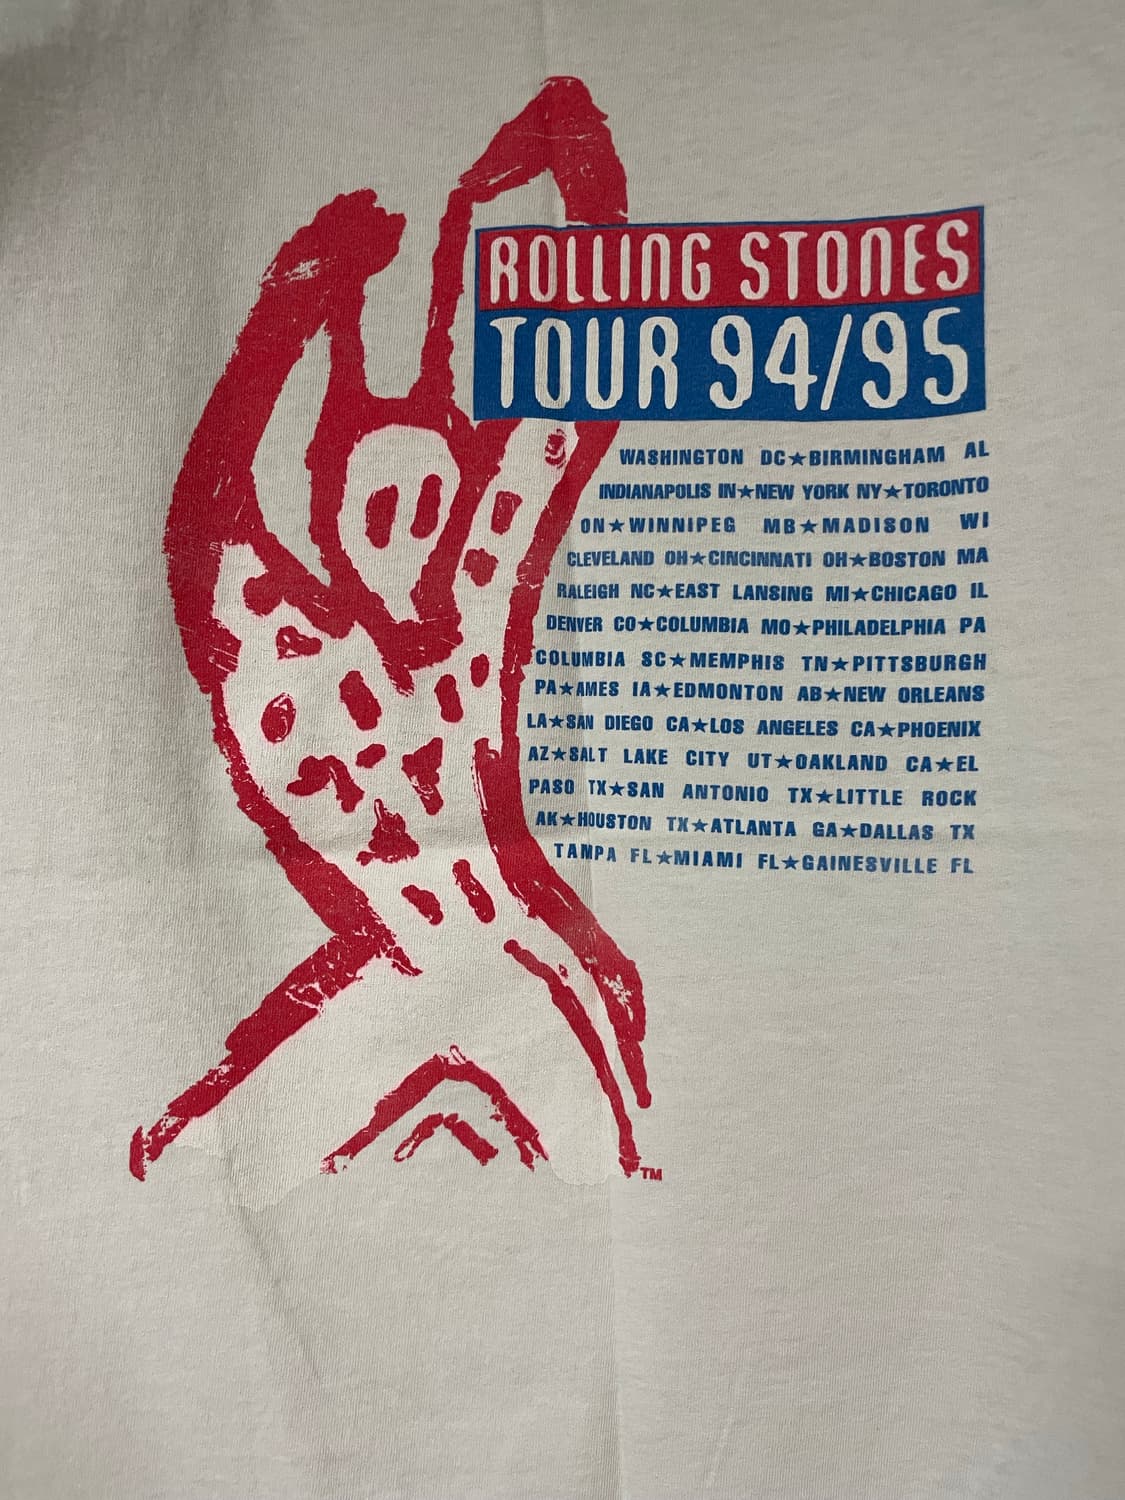 ROLLING STONES
TOUR 94/95
WASHINGTON DC★BIRMINGHAM AL
INDIANAPOLIS IN★NEW YORK NY★TORONTO
ON★WINNIPEG MB★MADISON WI
CLEVELAND OH★CINCINNATI OH★BOSTON MA
RALEIGH NC★EAST LANSING MI★CHICAGO IL
DENVER CO★COLUMBIA MO★PHILADELPHIA PA
COLUMBIA SC★MEMPHIS TN★PITTSBURGH
PA★AMES IA★EDMONTON AB★NEW ORLEANS
LA★SAN DIEGO CA★LOS ANGELES CA★PHOENIX
AZ★SALT LAKE CITY UT★OAKLAND CA★EL
PASO TX★SAN ANTONIO TX★LITTLE ROCK
AK★HOUSTON TX★ATLANTA GA★DALLAS TX
TAMPA FL★MIAMI FL★GAINESVILLE FL
TM